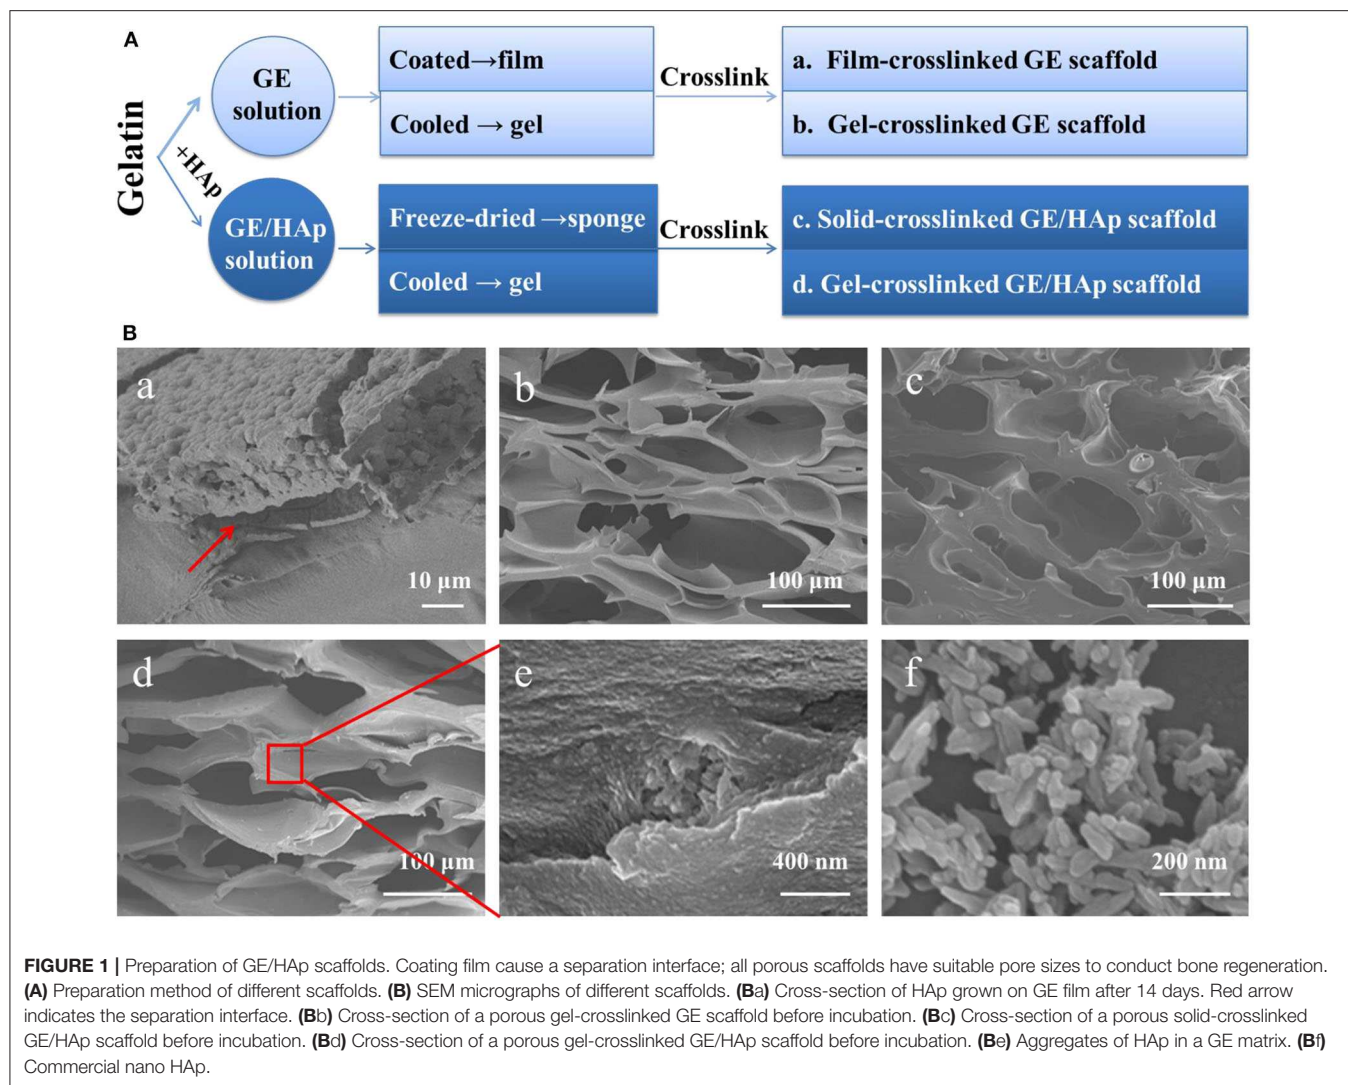 A
Gelatin
+HAp
GE
solution
GE/HAp
solution
Coated→film
Cooled → gel
Freeze-dried →sponge
Cooled → gel
Crosslink
Crosslink
a. Film-crosslinked GE scaffold
b. Gel-crosslinked GE scaffold
c. Solid-crosslinked GE/HAp scaffold
d. Gel-crosslinked GE/HAp scaffold
B
a
10 µm
b
100 µm
c
100 µm
d
100 µm
e
400 nm
f
200 nm
FIGURE 1 | Preparation of GE/HAp scaffolds. Coating film cause a separation interface; all porous scaffolds have suitable pore sizes to conduct bone regeneration.
(A) Preparation method of different scaffolds. (B) SEM micrographs of different scaffolds. (Ba) Cross-section of HAp grown on GE film after 14 days. Red arrow
indicates the separation interface. (Bb) Cross-section of a porous gel-crosslinked GE scaffold before incubation. (Bc) Cross-section of a porous solid-crosslinked
GE/HAp scaffold before incubation. (Bd) Cross-section of a porous gel-crosslinked GE/HAp scaffold before incubation. (Be) Aggregates of HAp in a GE matrix. (Bf)
Commercial nano HAp.